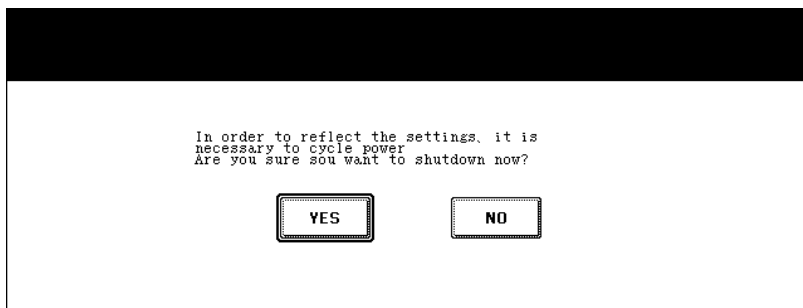 In order to reflect the settings、it is
necessary to cycle power
Are you sure sou want to shutdown now?
YES
NO